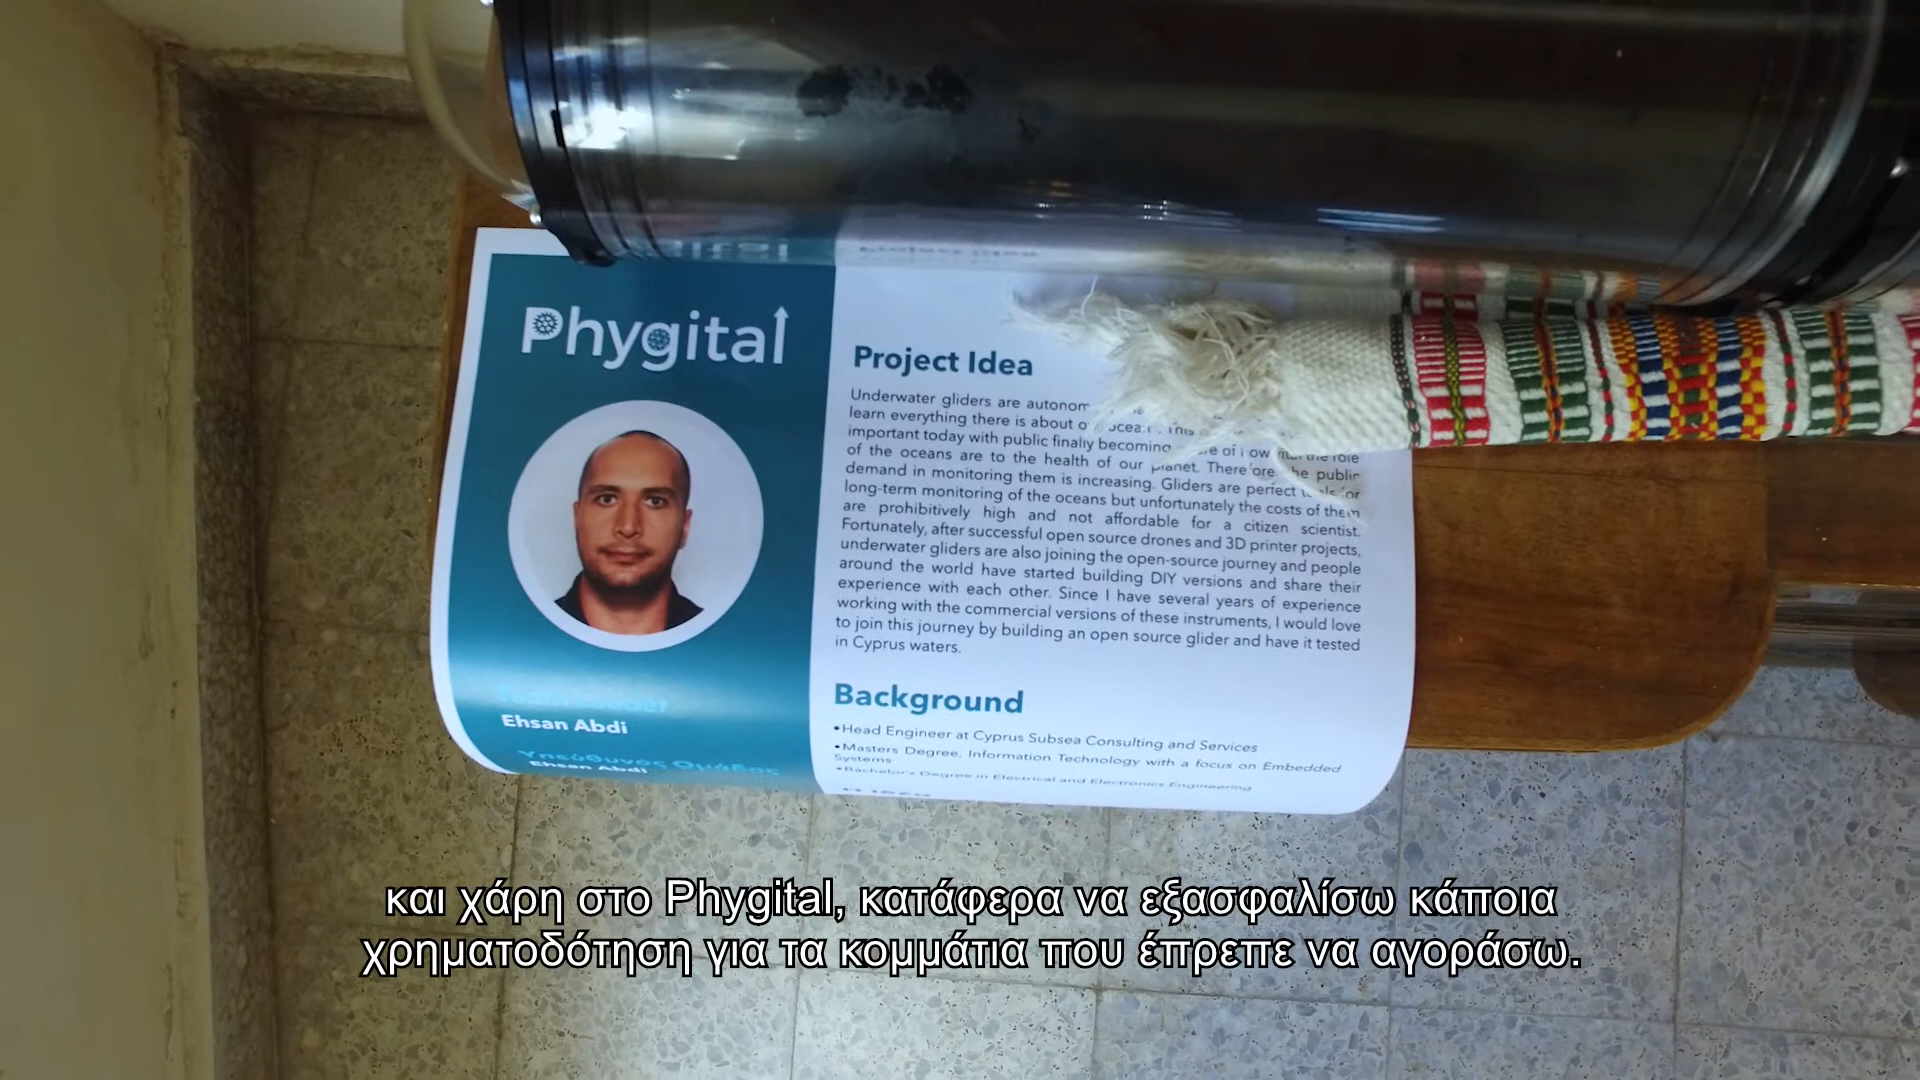 Phygital
Ehsan Abdi
Υπεύθυνος Ομάδας
Ehsan Abdi
Project Idea
Underwater gliders are
learn everything there is about
important today with public finally becoming
of the oceans are to the health of our planet. Therefore public
demand in monitoring them is increasing. Gliders are perfect
long-term monitoring of the oceans but unfortunately the costs of them
are prohibitively high and not affordable for a citizen scientist.
Fortunately, after successful open source drones and 3D printer projects,
underwater gliders are also joining the open-source journey and people
around the world have started building DIY versions and share their
experience with each other. Since I have several years of experience
working with the commercial versions of these instruments, I would love
to join this journey by building an open source glider and have it tested
in Cyprus waters.
Background
•Head Engineer at Cyprus Subsea Consulting and Services
•Masters Degree, Information Technology with a focus on Embedded
Systems
•Bachelor's Degree in Electrical and Electronics Engineering
και χάρη στο Phygital, κατάφερα να εξασφαλίσω κάποια
χρηματοδότηση για τα κομμάτια που έπρεπε να αγοράσω.